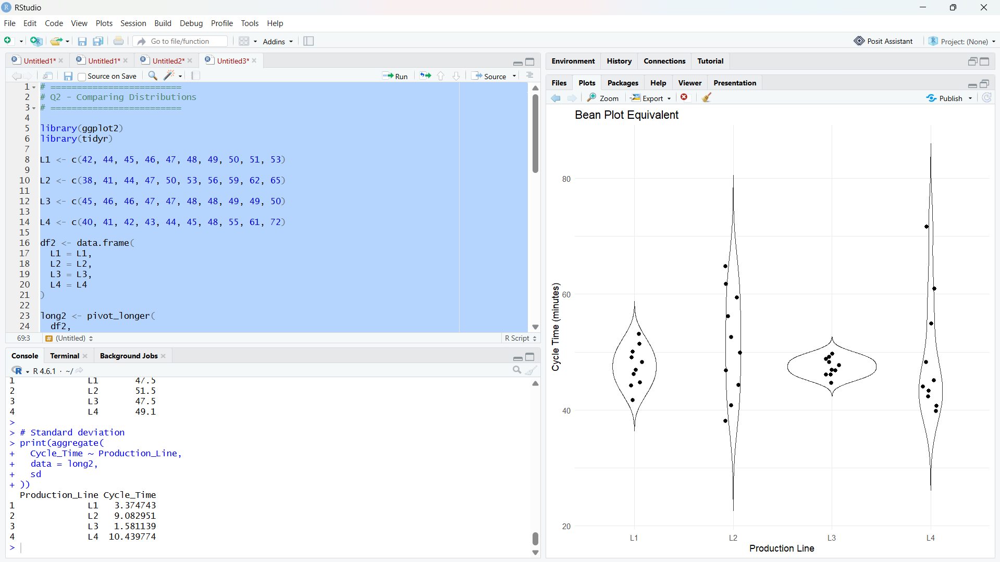 RStudio
File Edit Code View Plots Session Build Debug Profile Tools Help
Go to file/function Addins Posit Assistant Project: (None)
Untitled1* Untitled1* Untitled2* Untitled3*
Source on Save Run Source
1 # =========================
2 # Q2 - Comparing Distributions
3 # =========================
4
5 library(ggplot2)
6 library(tidyr)
7
8 L1 <- c(42, 44, 45, 46, 47, 48, 49, 50, 51, 53)
9
10 L2 <- c(38, 41, 44, 47, 50, 53, 56, 59, 62, 65)
11
12 L3 <- c(45, 46, 46, 47, 47, 48, 48, 49, 49, 50)
13
14 L4 <- c(40, 41, 42, 43, 44, 45, 48, 55, 61, 72)
15
16 df2 <- data.frame(
17 L1 = L1,
18 L2 = L2,
19 L3 = L3,
20 L4 = L4
21 )
22
23 long2 <- pivot_longer(
24 df2,
69:3 (Untitled) R Script
Console Terminal Background Jobs
R 4.6.1 · ~/
1 L1 47.5
2 L2 51.5
3 L3 47.5
4 L4 49.1
>
> # Standard deviation
> print(aggregate(
+ Cycle_Time ~ Production_Line,
+ data = long2,
+ sd
+ ))
Production_Line Cycle_Time
1 L1 3.374743
2 L2 9.082951
3 L3 1.581139
4 L4 10.439774
>
Environment History Connections Tutorial
Files Plots Packages Help Viewer Presentation
Zoom Export Publish
Bean Plot Equivalent
Cycle Time (minutes)
80
60
40
20
L1 L2 L3 L4
Production Line